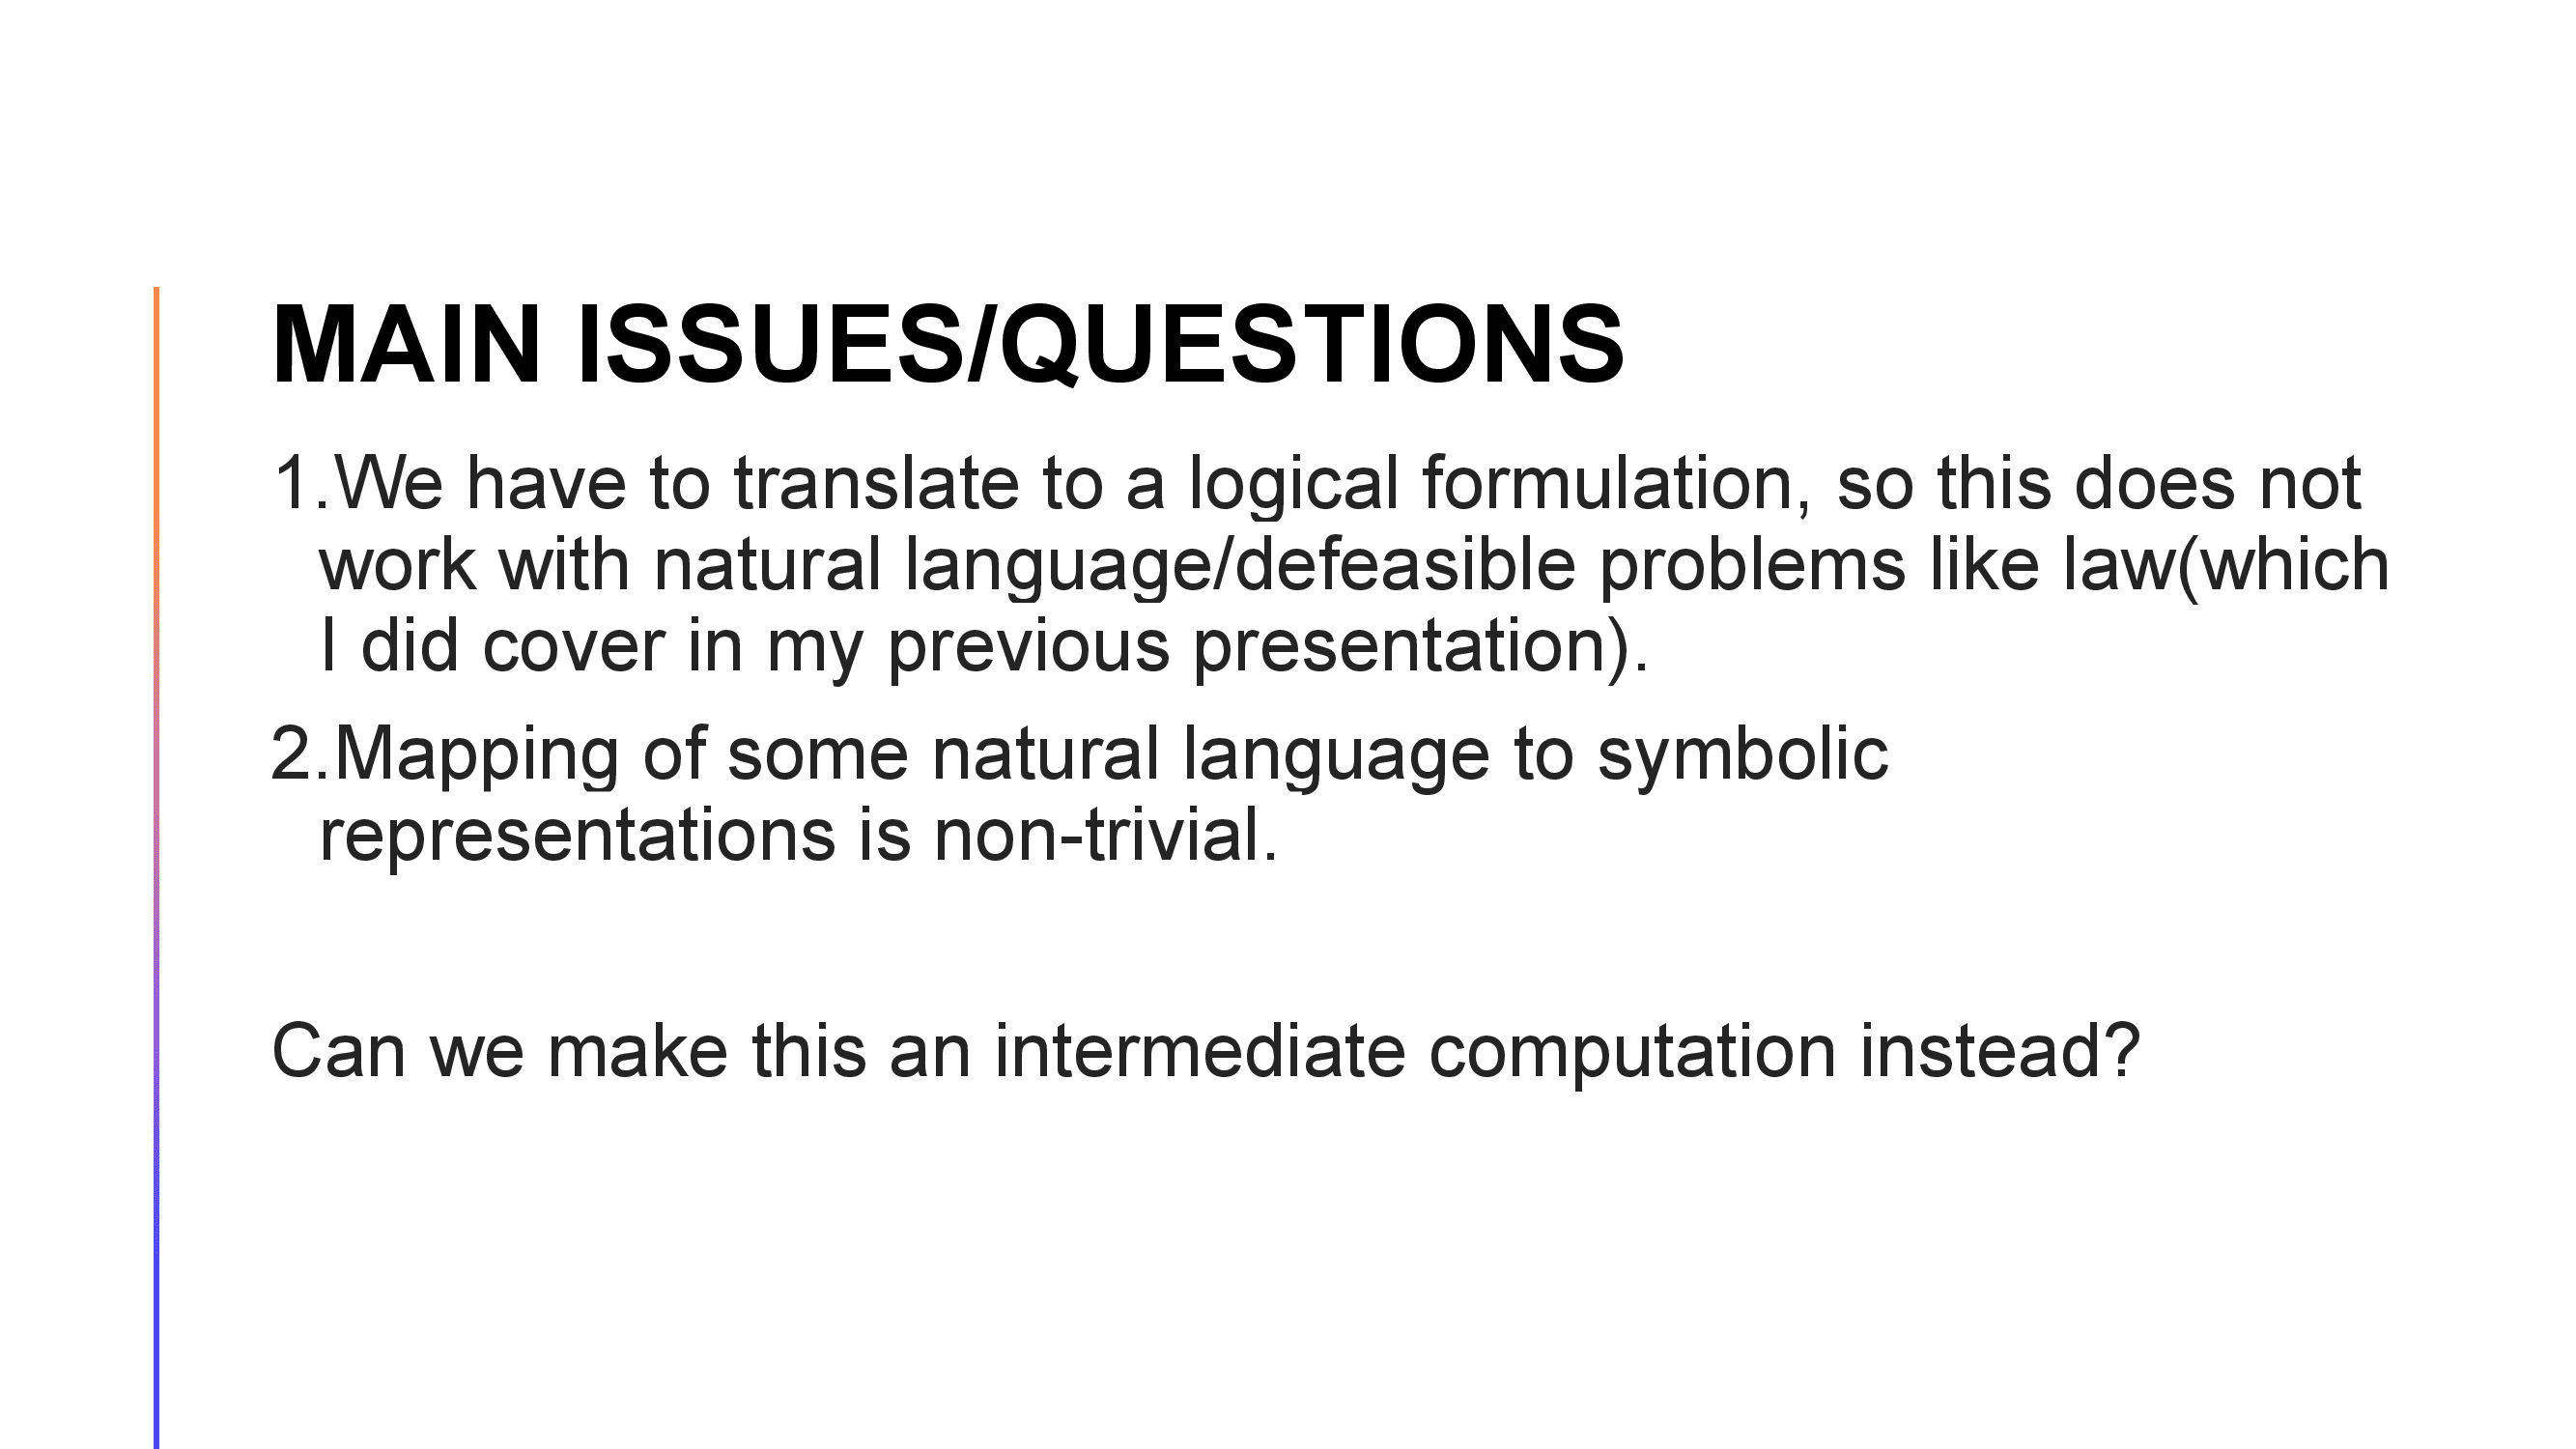 MAIN ISSUES/QUESTIONS
1.We have to translate to a logical formulation, so this does not
work with natural language/defeasible problems like law(which
I did cover in my previous presentation).
2.Mapping of some natural language to symbolic
representations is non-trivial.
Can we make this an intermediate computation instead?